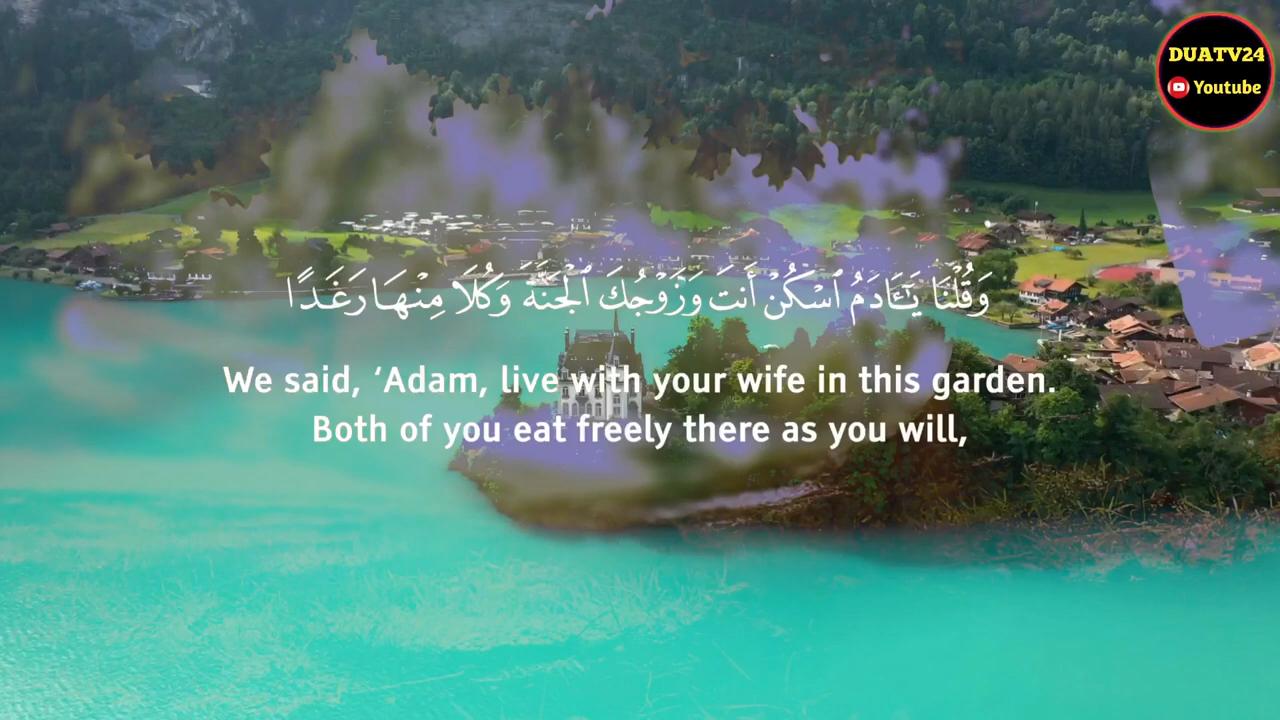 DUATV24
Youtube
وَقُلْنَا يَـٰٓـَٔادَمُ ٱسْكُنْ أَنتَ وَزَوْجُكَ ٱلْجَنَّةَ وَكُلَا مِنْهَا رَغَدًا
We said, ‘Adam, live with your wife in this garden.
Both of you eat freely there as you will,